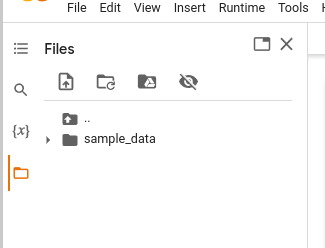 File Edit View Insert Runtime Tools
Files
..
{x}
sample_data